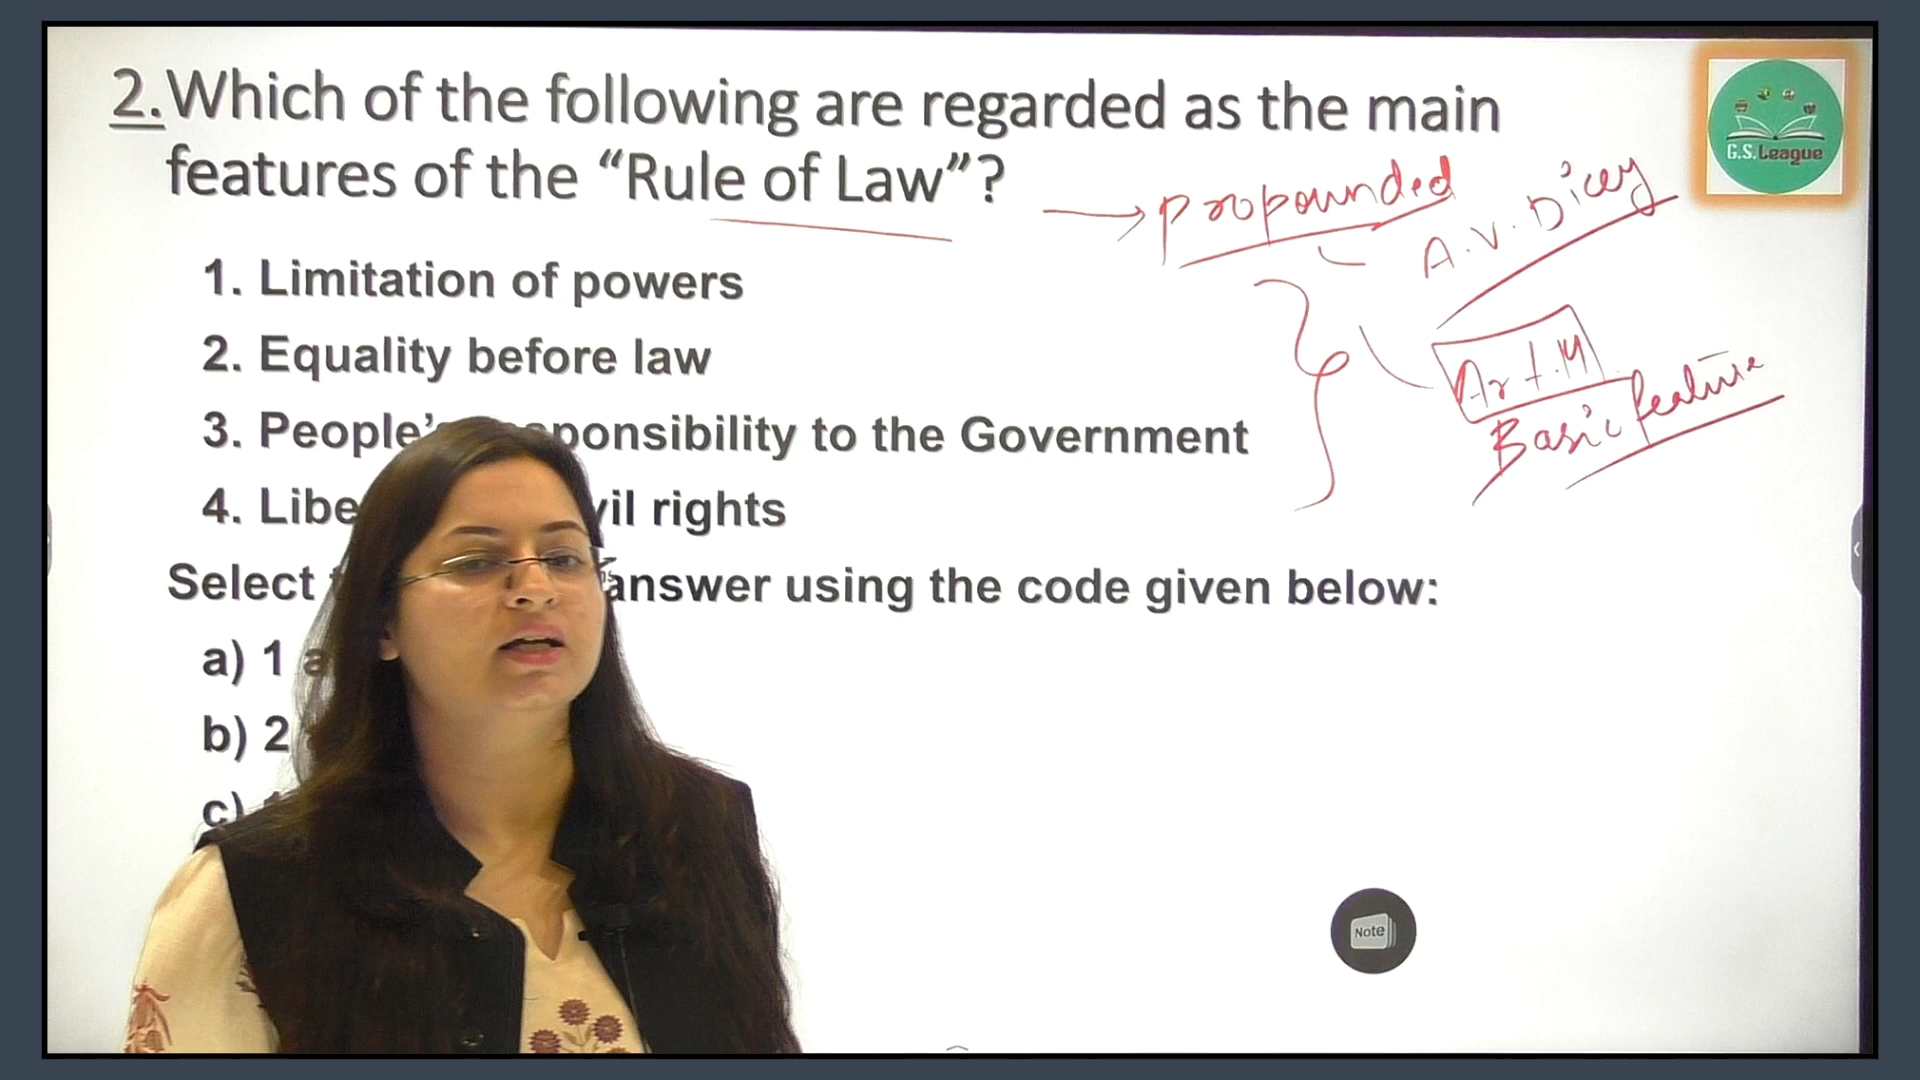 2. Which of the following are regarded as the main
features of the “Rule of Law”?
G.S.League
→ propounded
A.V. Dicey
1. Limitation of powers
2. Equality before law
Art.14
Basic feature
3. People’s ponsibility to the Government
4. Libe vil rights
Select answer using the code given below:
a) 1 a
b) 2
c)
Note